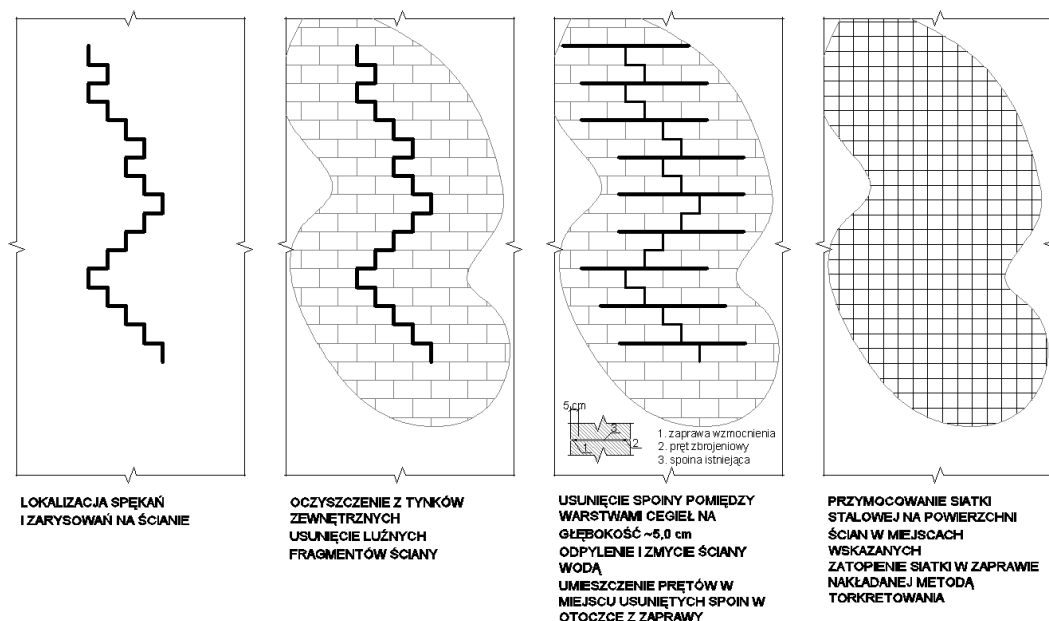 5 cm
3
1
2
1. zaprawa wzmocnienia
2. pręt zbrojeniowy
3. spoina istniejąca
LOKALIZACJA SPĘKAŃ
I ZARYSOWAŃ NA ŚCIANIE
OCZYSZCZENIE Z TYNKÓW
ZEWNĘTRZNYCH
USUNIĘCIE LUŹNYCH
FRAGMENTÓW ŚCIANY
USUNIĘCIE SPOINY POMIĘDZY
WARSTWAMI CEGIEŁ NA
GŁĘBOKOŚĆ ~5,0 cm
ODPYLENIE I ZMYCIE ŚCIANY
WODĄ
UMIESZCZENIE PRĘTÓW W
MIEJSCU USUNIĘTYCH SPOIN W
OTOCZCE Z ZAPRAWY
PRZYMOCOWANIE SIATKI
STALOWEJ NA POWIERZCHNI
ŚCIAN W MIEJSCACH
WSKAZANYCH
ZATOPIENIE SIATKI W ZAPRAWIE
NAKŁADANEJ METODĄ
TORKRETOWANIA